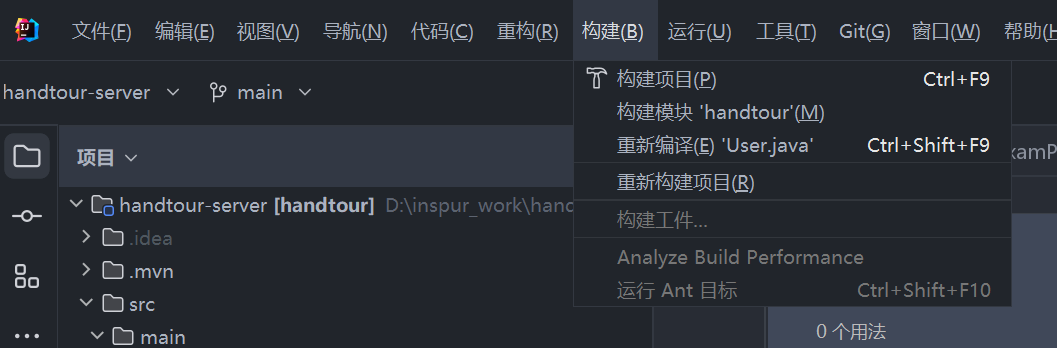 文件(F) 编辑(E) 视图(V) 导航(N) 代码(C) 重构(R) 构建(B) 运行(U) 工具(T) Git(G) 窗口(W) 帮助(H
handtour-server main
构建项目(P) Ctrl+F9
构建模块 'handtour'(M)
重新编译(E) 'User.java' Ctrl+Shift+F9
重新构建项目(R)
构建工件...
Analyze Build Performance
运行 Ant 目标 Ctrl+Shift+F10
项目
handtour-server [handtour] D:\inspur_work\hand
.idea
.mvn
src
main
examP
0 个用法